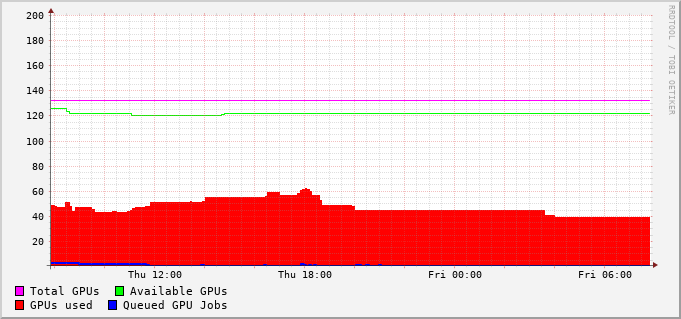 200
180
160
140
120
100
80
60
40
20
Thu 12:00 Thu 18:00 Fri 00:00 Fri 06:00
Total GPUs Available GPUs
GPUs used Queued GPU Jobs
RRDTOOL / TOBI OETIKER